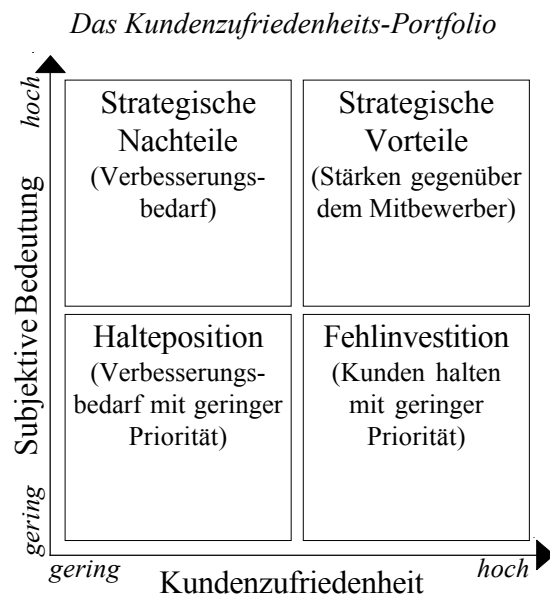 Das Kundenzufriedenheits-Portfolio
hoch
Subjektive Bedeutung
gering
Strategische
Nachteile
(Verbesserungs-
bedarf)
Strategische
Vorteile
(Stärken gegenüber
dem Mitbewerber)
Halteposition
(Verbesserungs-
bedarf mit geringer
Priorität)
Fehlinvestition
(Kunden halten
mit geringer
Priorität)
gering
hoch
Kundenzufriedenheit